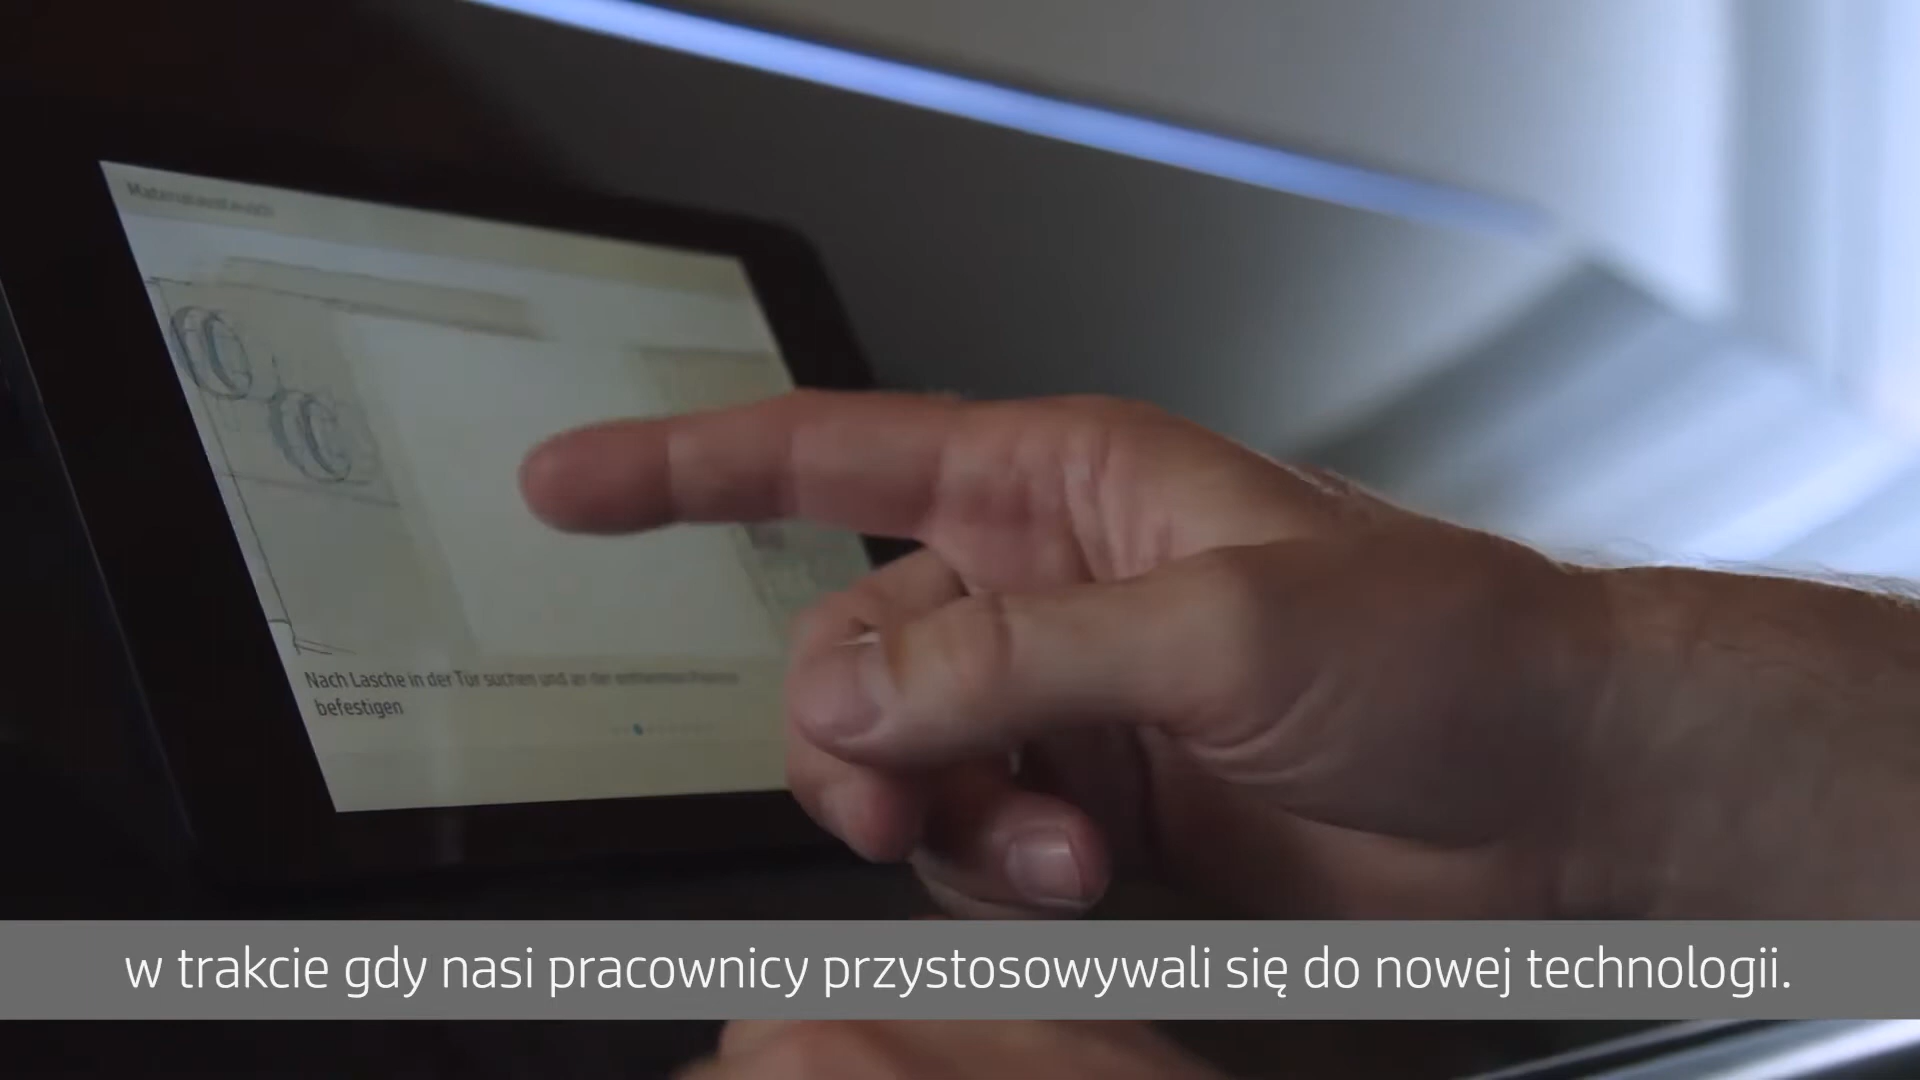 Nach Lasche in der Tür suchen und an der
befestigen
w trakcie gdy nasi pracownicy przystosowywali się do nowej technologii.